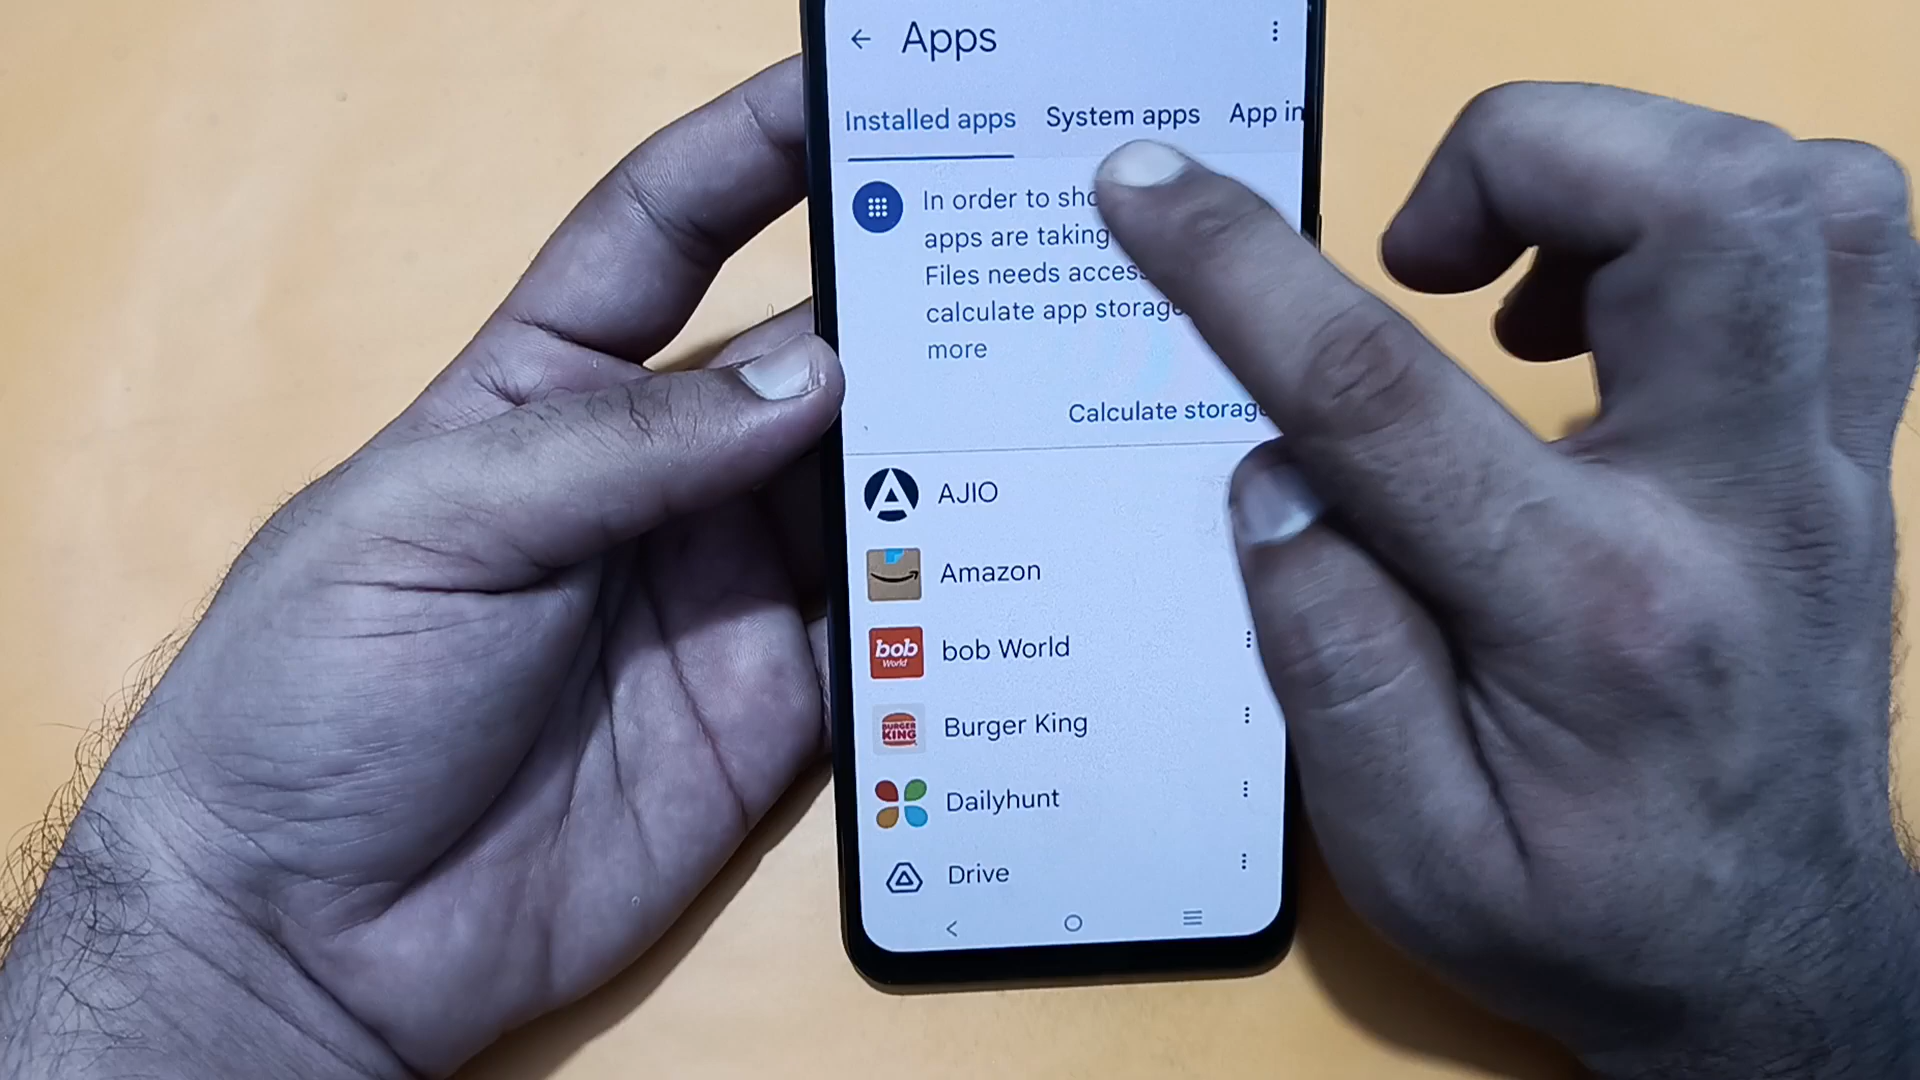 Apps
Installed apps System apps App in
In order to sho
apps are taking
Files needs acces
calculate app storage
more
Calculate storage
AJIO
Amazon
bob World
bob World
BURGER KING Burger King
Dailyhunt
Drive